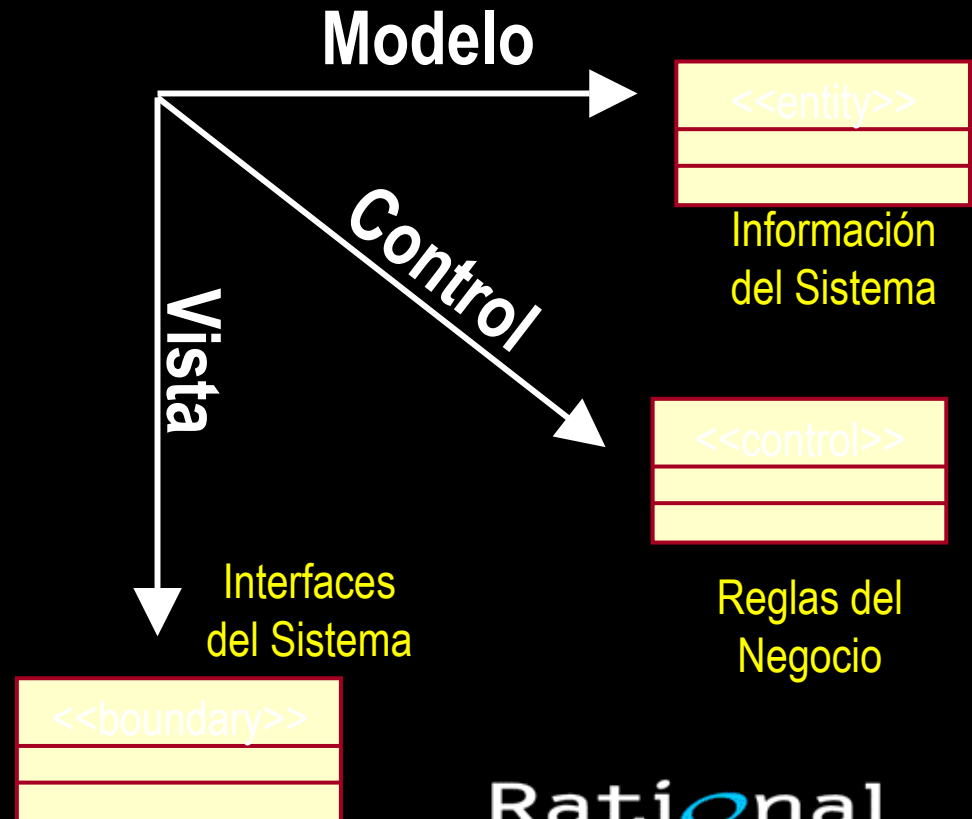 Modelo
<<entity>>
Información
del Sistema
Control
Vista
<<control>>
Reglas del
Negocio
Interfaces
del Sistema
<<boundary>>
Rational